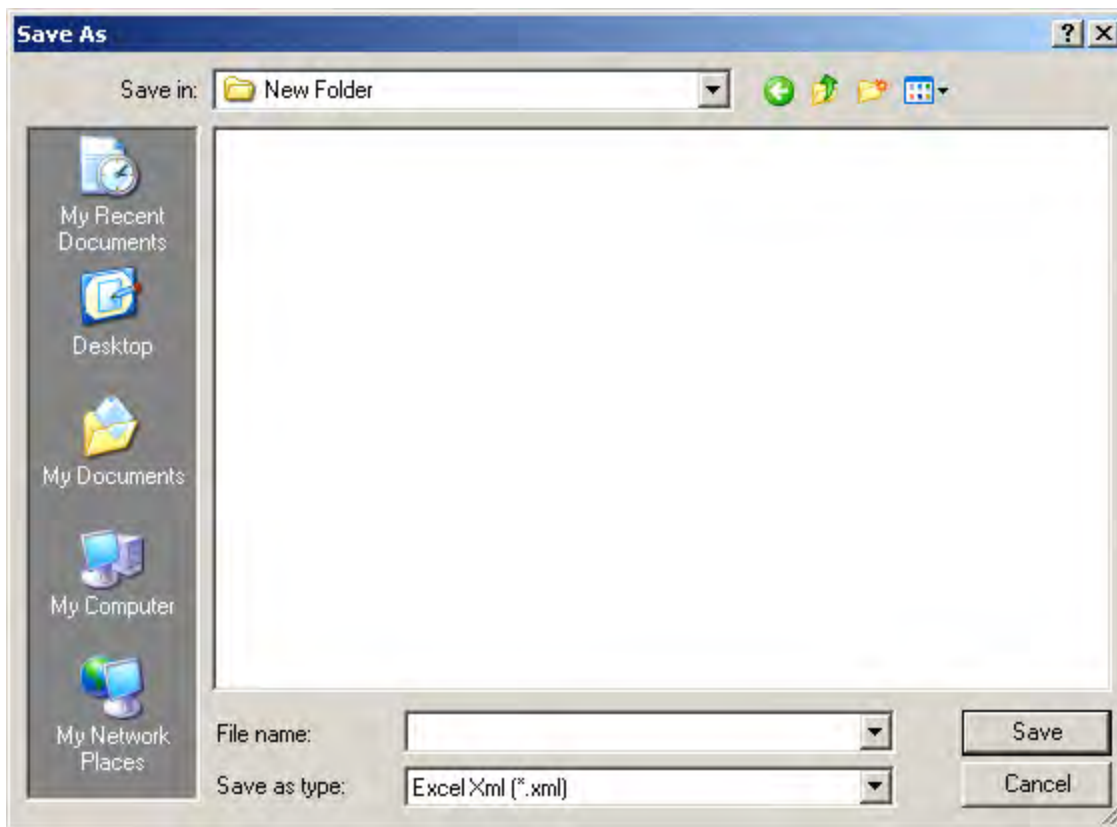 Save As
Save in:
New Folder
My Recent
Documents
Desktop
My Documents
My Computer
My Network
Places
File name:
Save
Save as type:
Excel Xml (*.xml)
Cancel